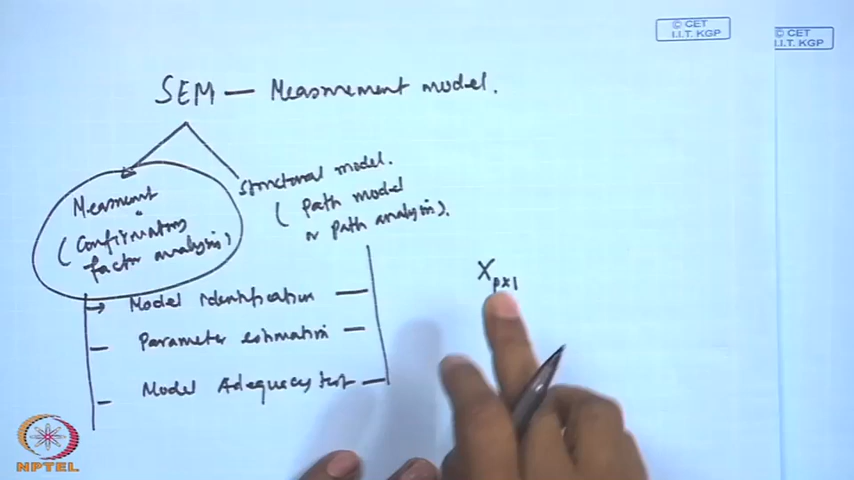 © CET
I.I.T. KGP
© CET
I.I.T. KGP
SEM — Measurement model.
Measment
(Confirmatory
factor analysis)
Structural model.
(Path model
or path analysis).
Model identification
Parameter estimation
Model Adequacy test
X p×1
NPTEL